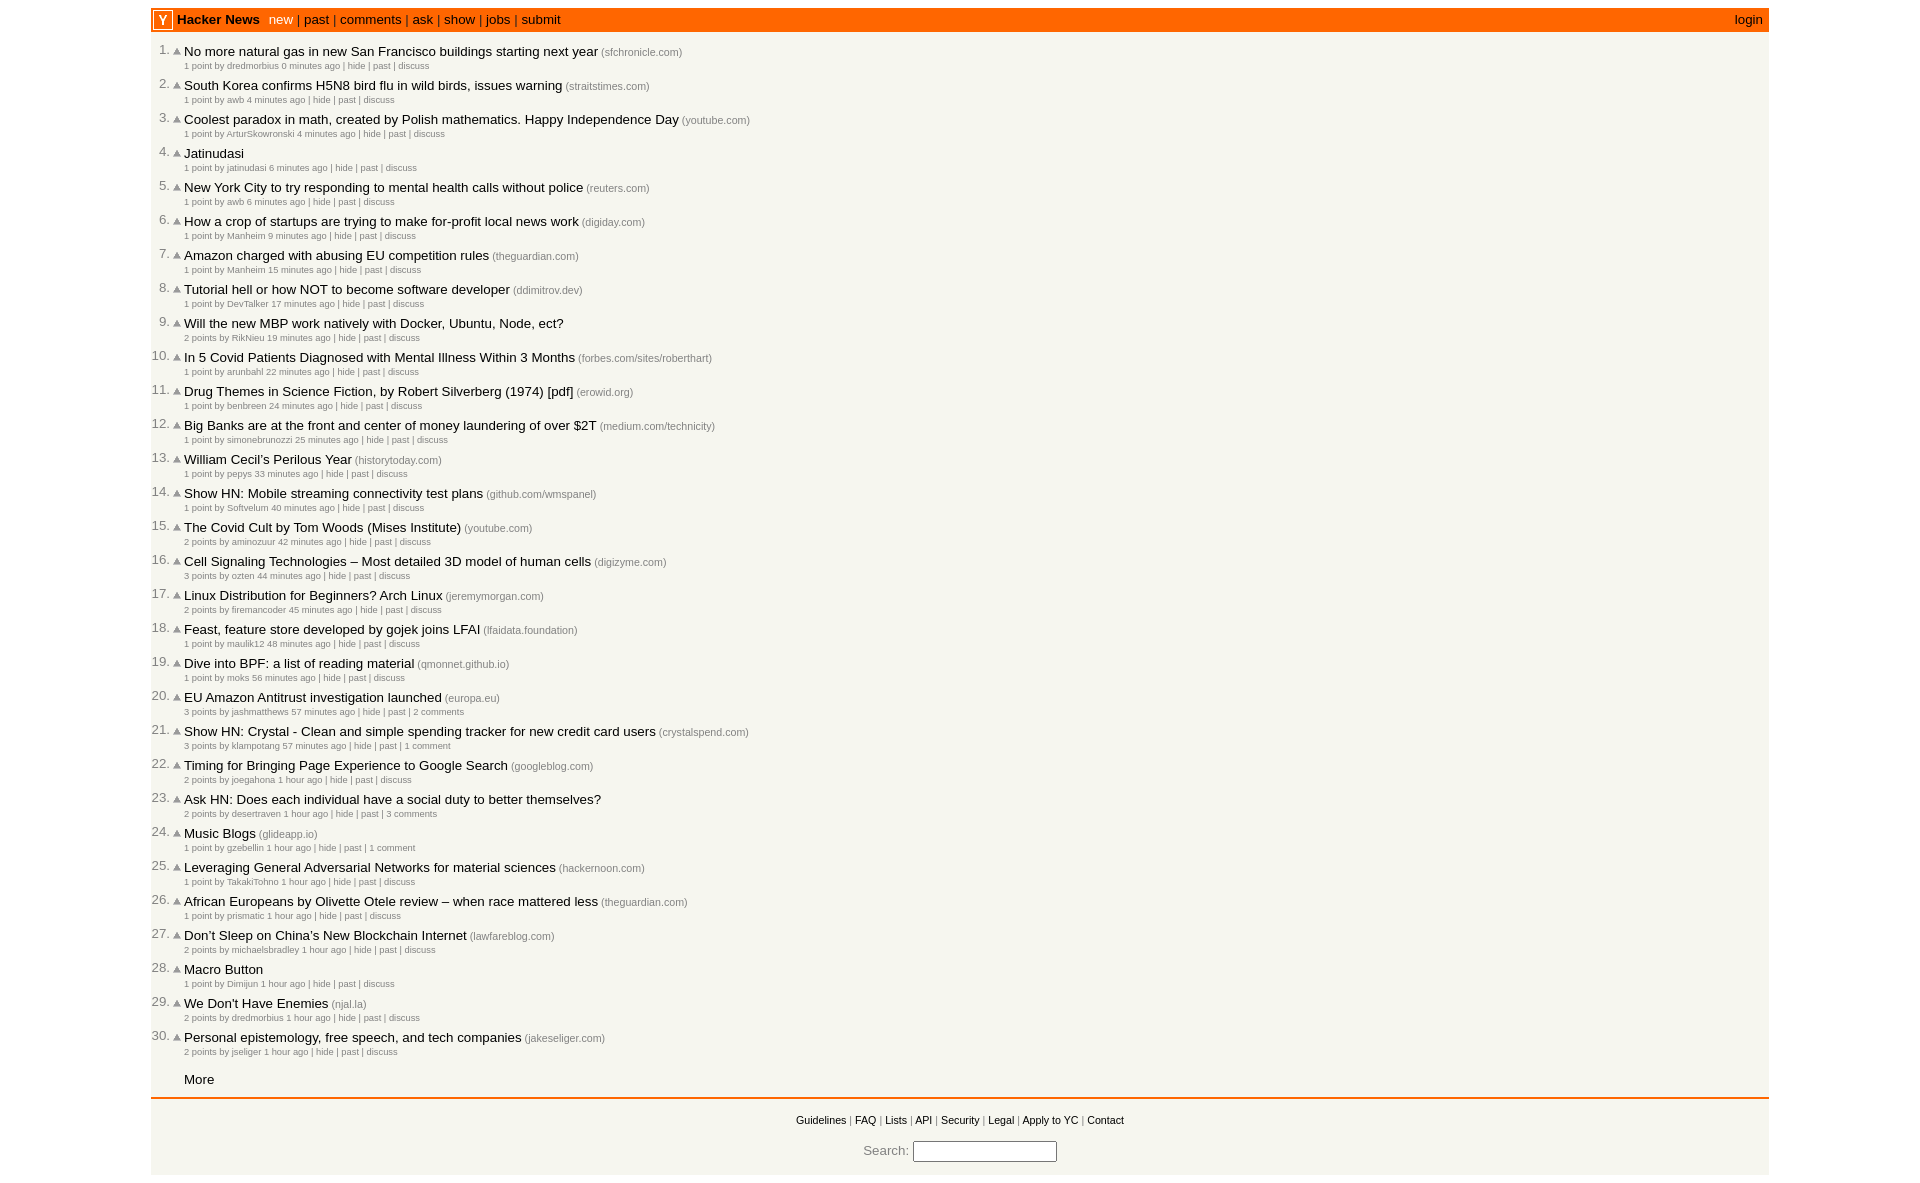 Y Hacker News new | past | comments | ask | show | jobs | submit login
1. No more natural gas in new San Francisco buildings starting next year (sfchronicle.com)
1 point by dredmorbius 0 minutes ago | hide | past | discuss
2. South Korea confirms H5N8 bird flu in wild birds, issues warning (straitstimes.com)
1 point by awb 4 minutes ago | hide | past | discuss
3. Coolest paradox in math, created by Polish mathematics. Happy Independence Day (youtube.com)
1 point by ArturSkowronski 4 minutes ago | hide | past | discuss
4. Jatinudasi
1 point by jatinudasi 6 minutes ago | hide | past | discuss
5. New York City to try responding to mental health calls without police (reuters.com)
1 point by awb 6 minutes ago | hide | past | discuss
6. How a crop of startups are trying to make for-profit local news work (digiday.com)
1 point by Manheim 9 minutes ago | hide | past | discuss
7. Amazon charged with abusing EU competition rules (theguardian.com)
1 point by Manheim 15 minutes ago | hide | past | discuss
8. Tutorial hell or how NOT to become software developer (ddimitrov.dev)
1 point by DevTalker 17 minutes ago | hide | past | discuss
9. Will the new MBP work natively with Docker, Ubuntu, Node, ect?
2 points by RikNieu 19 minutes ago | hide | past | discuss
10. In 5 Covid Patients Diagnosed with Mental Illness Within 3 Months (forbes.com/sites/roberthart)
1 point by arunbahl 22 minutes ago | hide | past | discuss
11. Drug Themes in Science Fiction, by Robert Silverberg (1974) [pdf] (erowid.org)
1 point by benbreen 24 minutes ago | hide | past | discuss
12. Big Banks are at the front and center of money laundering of over $2T (medium.com/technicity)
1 point by simonebrunozzi 25 minutes ago | hide | past | discuss
13. William Cecil’s Perilous Year (historytoday.com)
1 point by pepys 33 minutes ago | hide | past | discuss
14. Show HN: Mobile streaming connectivity test plans (github.com/wmspanel)
1 point by Softvelum 40 minutes ago | hide | past | discuss
15. The Covid Cult by Tom Woods (Mises Institute) (youtube.com)
2 points by aminozuur 42 minutes ago | hide | past | discuss
16. Cell Signaling Technologies – Most detailed 3D model of human cells (digizyme.com)
3 points by ozten 44 minutes ago | hide | past | discuss
17. Linux Distribution for Beginners? Arch Linux (jeremymorgan.com)
2 points by firemancoder 45 minutes ago | hide | past | discuss
18. Feast, feature store developed by gojek joins LFAI (lfaidata.foundation)
1 point by maulik12 48 minutes ago | hide | past | discuss
19. Dive into BPF: a list of reading material (qmonnet.github.io)
1 point by moks 56 minutes ago | hide | past | discuss
20. EU Amazon Antitrust investigation launched (europa.eu)
3 points by jashmatthews 57 minutes ago | hide | past | 2 comments
21. Show HN: Crystal - Clean and simple spending tracker for new credit card users (crystalspend.com)
3 points by klampotang 57 minutes ago | hide | past | 1 comment
22. Timing for Bringing Page Experience to Google Search (googleblog.com)
2 points by joegahona 1 hour ago | hide | past | discuss
23. Ask HN: Does each individual have a social duty to better themselves?
2 points by desertraven 1 hour ago | hide | past | 3 comments
24. Music Blogs (glideapp.io)
1 point by gzebellin 1 hour ago | hide | past | 1 comment
25. Leveraging General Adversarial Networks for material sciences (hackernoon.com)
1 point by TakakiTohno 1 hour ago | hide | past | discuss
26. African Europeans by Olivette Otele review – when race mattered less (theguardian.com)
1 point by prismatic 1 hour ago | hide | past | discuss
27. Don’t Sleep on China’s New Blockchain Internet (lawfareblog.com)
2 points by michaelsbradley 1 hour ago | hide | past | discuss
28. Macro Button
1 point by Dimijun 1 hour ago | hide | past | discuss
29. We Don't Have Enemies (njal.la)
2 points by dredmorbius 1 hour ago | hide | past | discuss
30. Personal epistemology, free speech, and tech companies (jakeseliger.com)
2 points by jseliger 1 hour ago | hide | past | discuss
More
Guidelines | FAQ | Lists | API | Security | Legal | Apply to YC | Contact
Search: